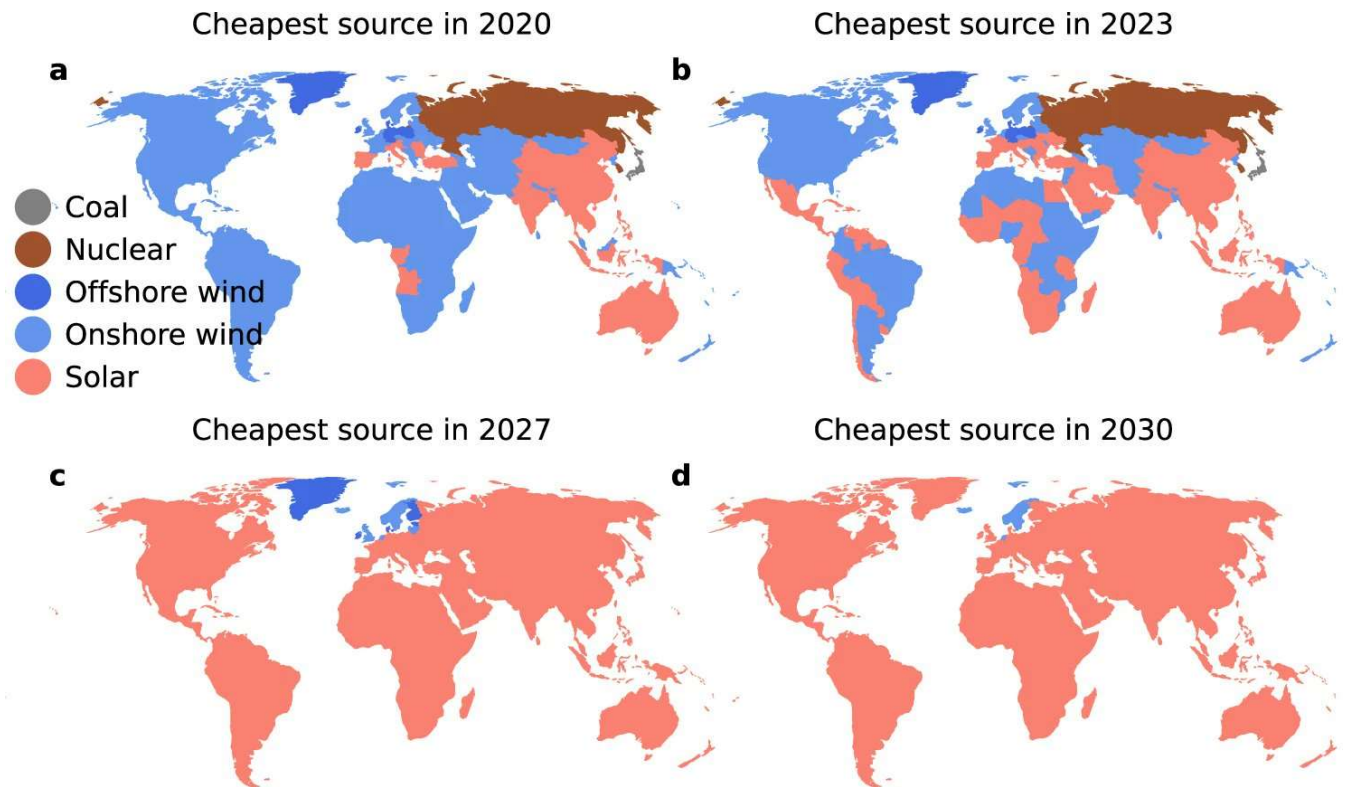 Cheapest source in 2020
Cheapest source in 2023
a
b
Coal
Nuclear
Offshore wind
Onshore wind
Solar
Cheapest source in 2027
Cheapest source in 2030
c
d